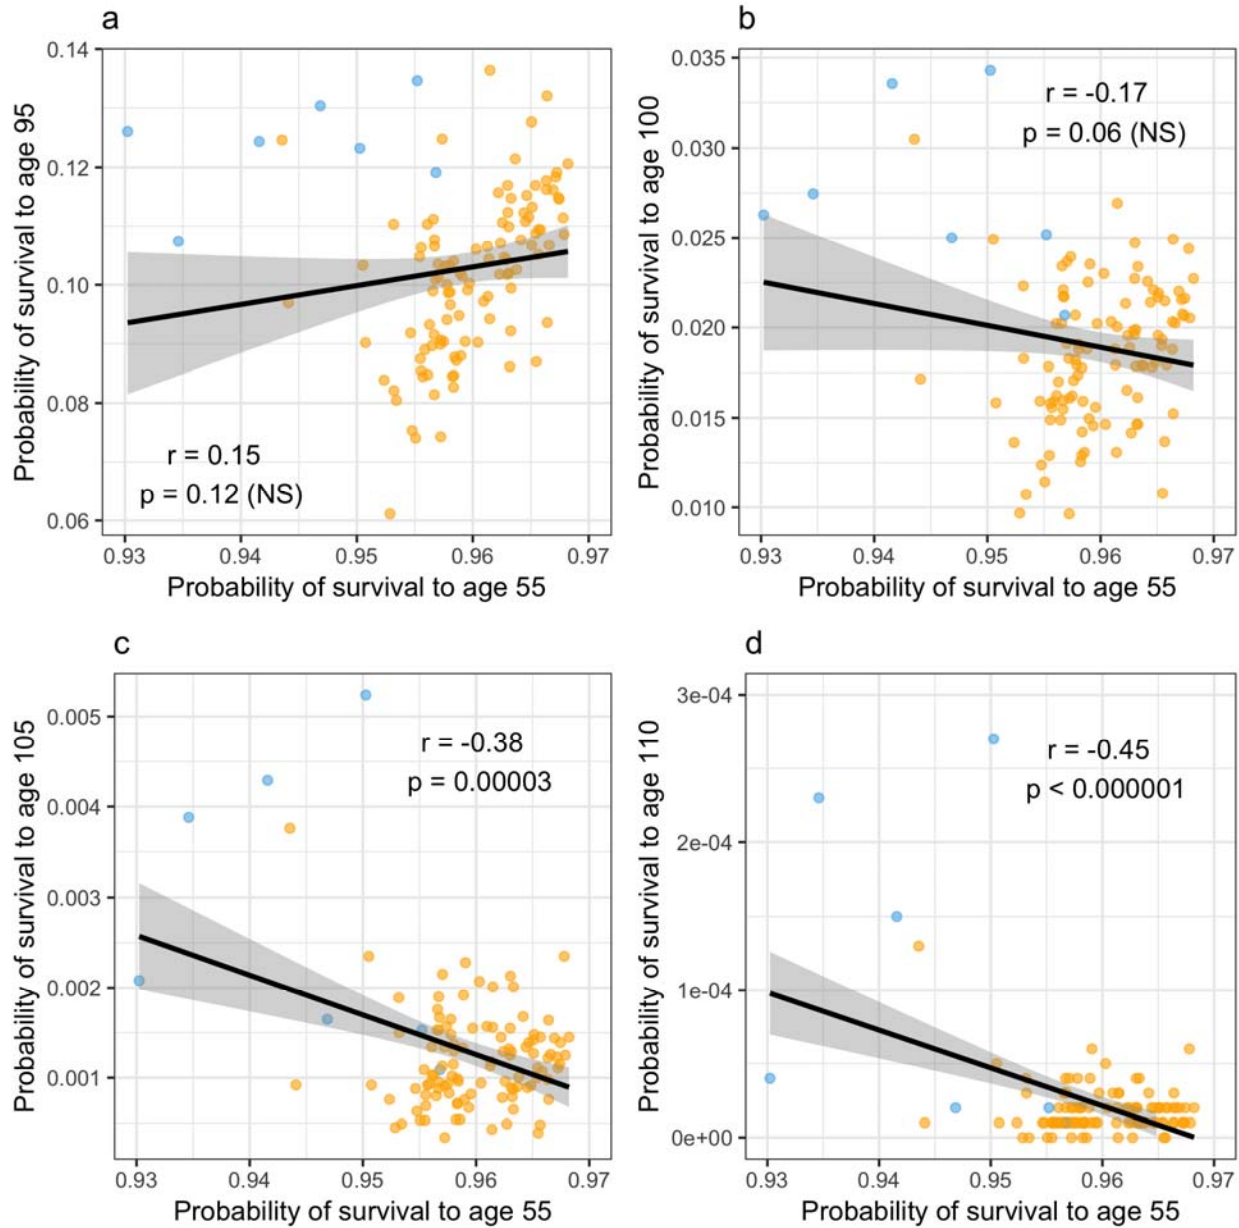 a
Probability of survival to age 95
0.14
0.12
0.10
0.08
0.06
r = 0.15
p = 0.12 (NS)
0.93 0.94 0.95 0.96 0.97
Probability of survival to age 55
b
Probability of survival to age 100
0.035
0.030
0.025
0.020
0.015
0.010
r = -0.17
p = 0.06 (NS)
0.93 0.94 0.95 0.96 0.97
Probability of survival to age 55
c
Probability of survival to age 105
0.005
0.004
0.003
0.002
0.001
r = -0.38
p = 0.00003
0.93 0.94 0.95 0.96 0.97
Probability of survival to age 55
d
Probability of survival to age 110
3e-04
2e-04
1e-04
0e+00
r = -0.45
p < 0.000001
0.93 0.94 0.95 0.96 0.97
Probability of survival to age 55